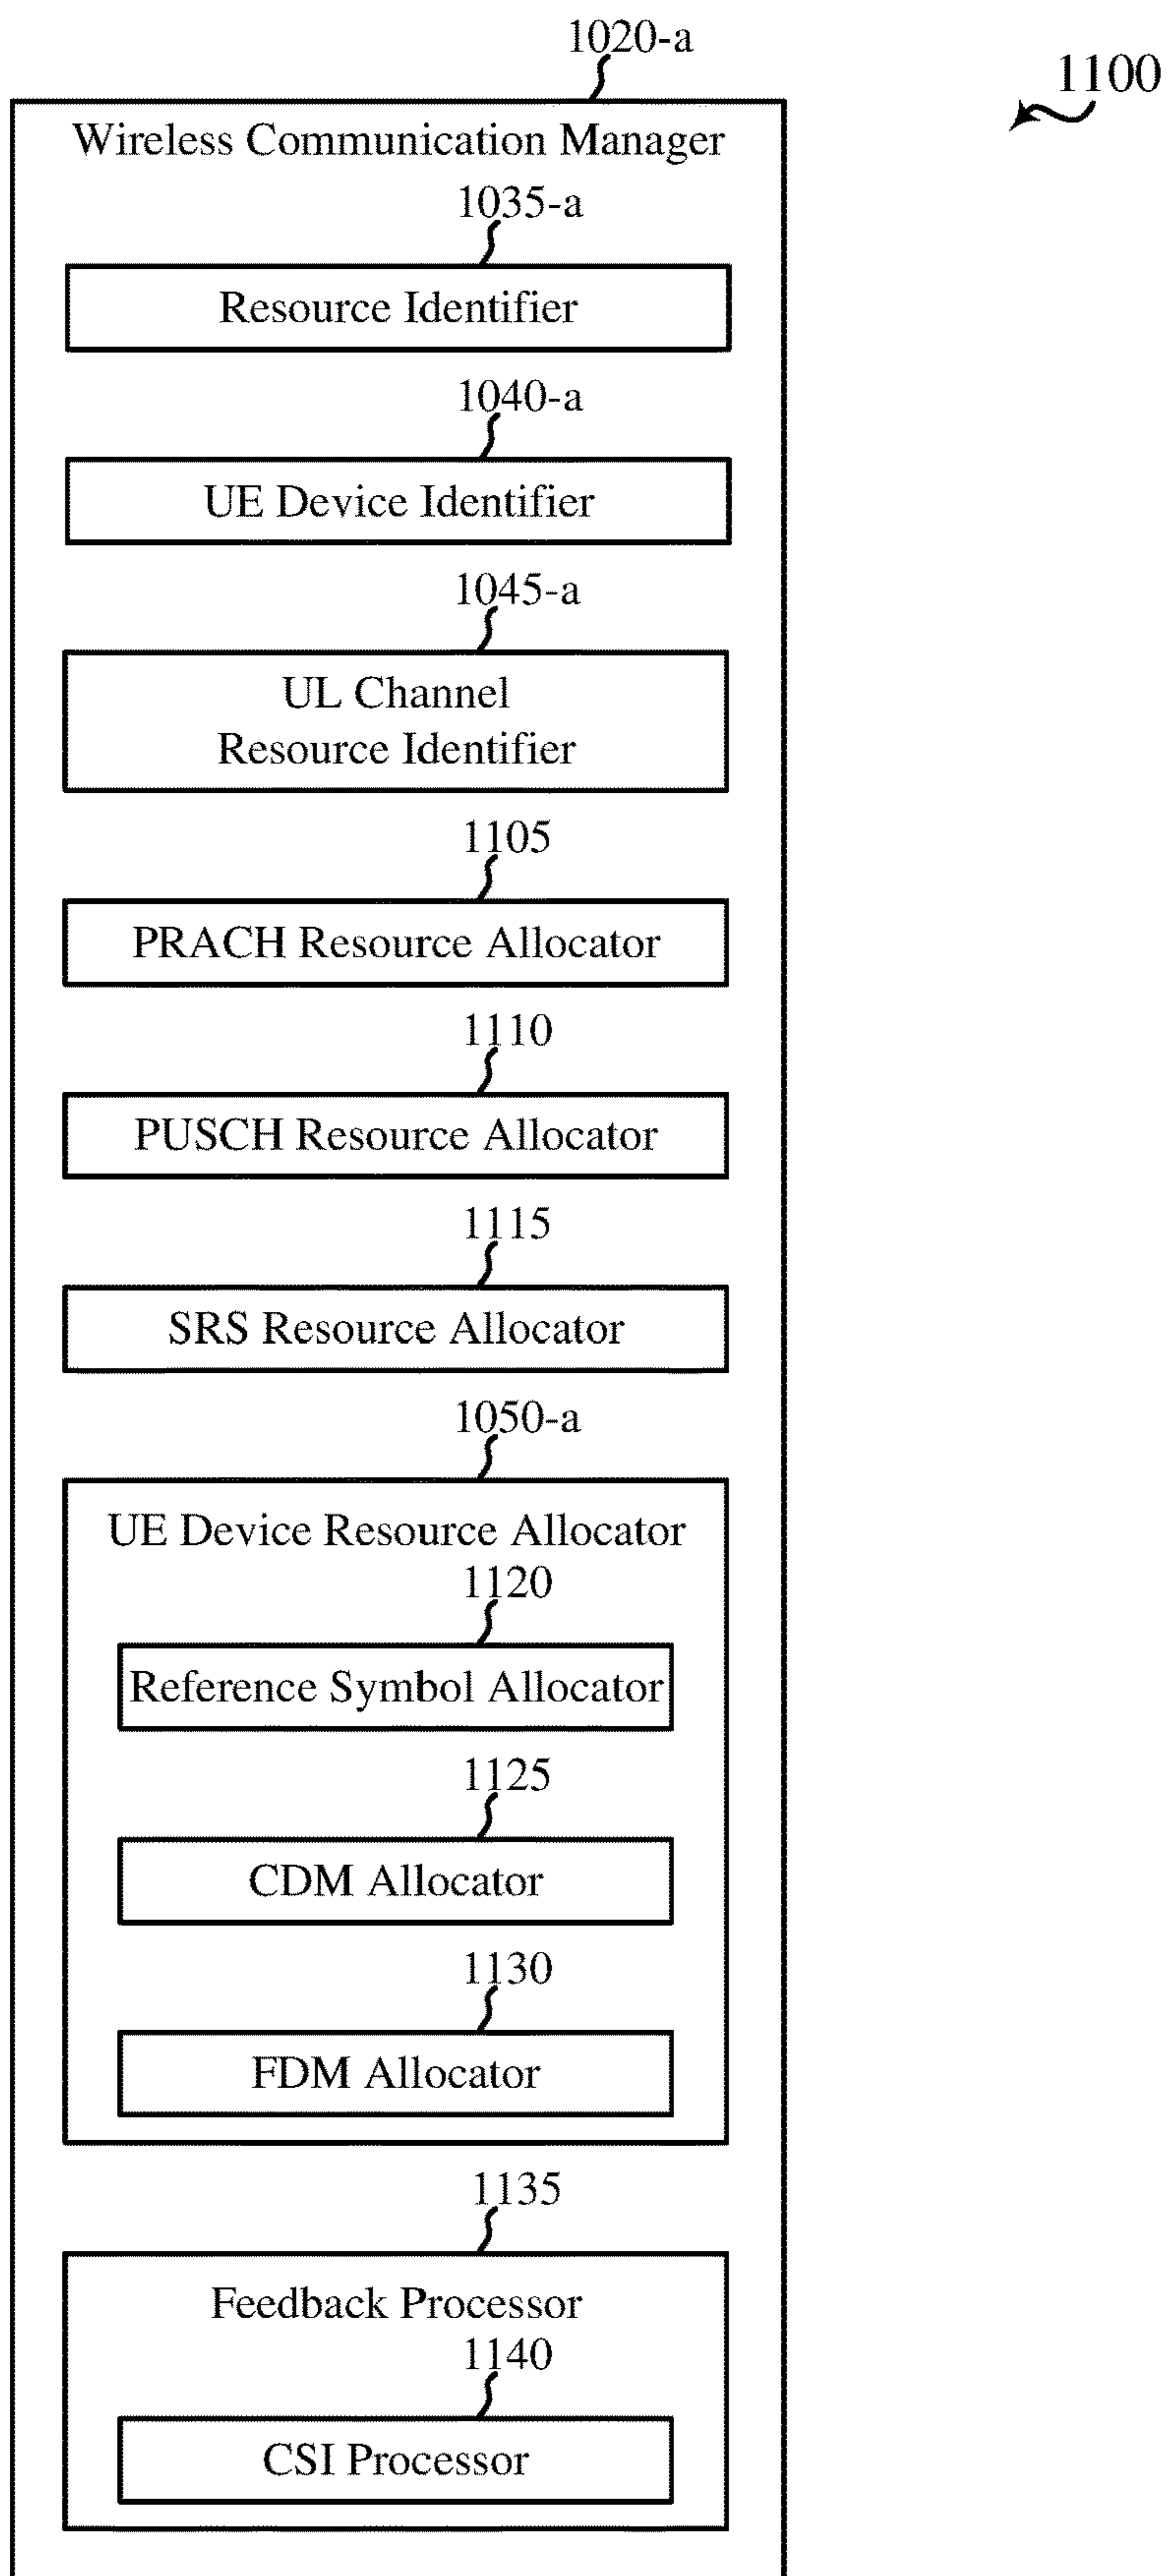 1020-a
1100
Wireless Communication Manager
1035-a
Resource Identifier
1040-a
UE Device Identifier
1045-a
UL Channel
Resource Identifier
1105
PRACH Resource Allocator
1110
PUSCH Resource Allocator
1115
SRS Resource Allocator
1050-a
UE Device Resource Allocator
1120
Reference Symbol Allocator
1125
CDM Allocator
1130
FDM Allocator
1135
Feedback Processor
1140
CSI Processor